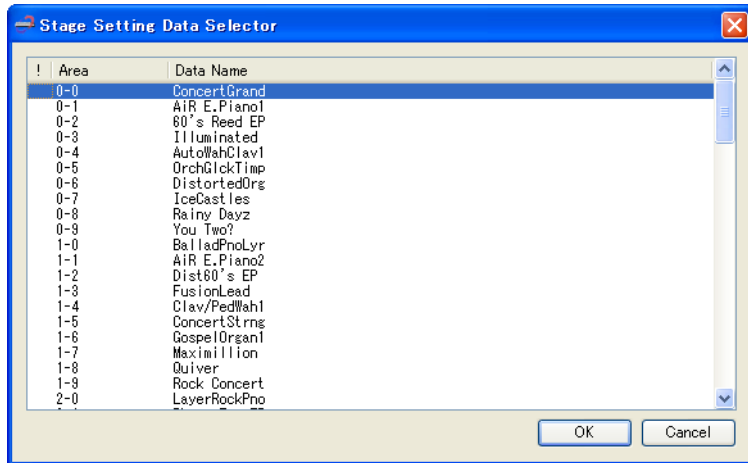 Stage Setting Data Selector
! Area Data Name
0-0 ConcertGrand
0-1 AiR E.Piano1
0-2 60's Reed EP
0-3 Illuminated
0-4 AutoWahClav1
0-5 OrchGlckTimp
0-6 DistortedOrg
0-7 IceCastles
0-8 Rainy Dayz
0-9 You Two?
1-0 BalladPnoLyr
1-1 AiR E.Piano2
1-2 Dist60's EP
1-3 FusionLead
1-4 Clav/PedWah1
1-5 ConcertStrng
1-6 GospelOrgan1
1-7 Maximillion
1-8 Quiver
1-9 Rock Concert
2-0 LayerRockPno
OK Cancel